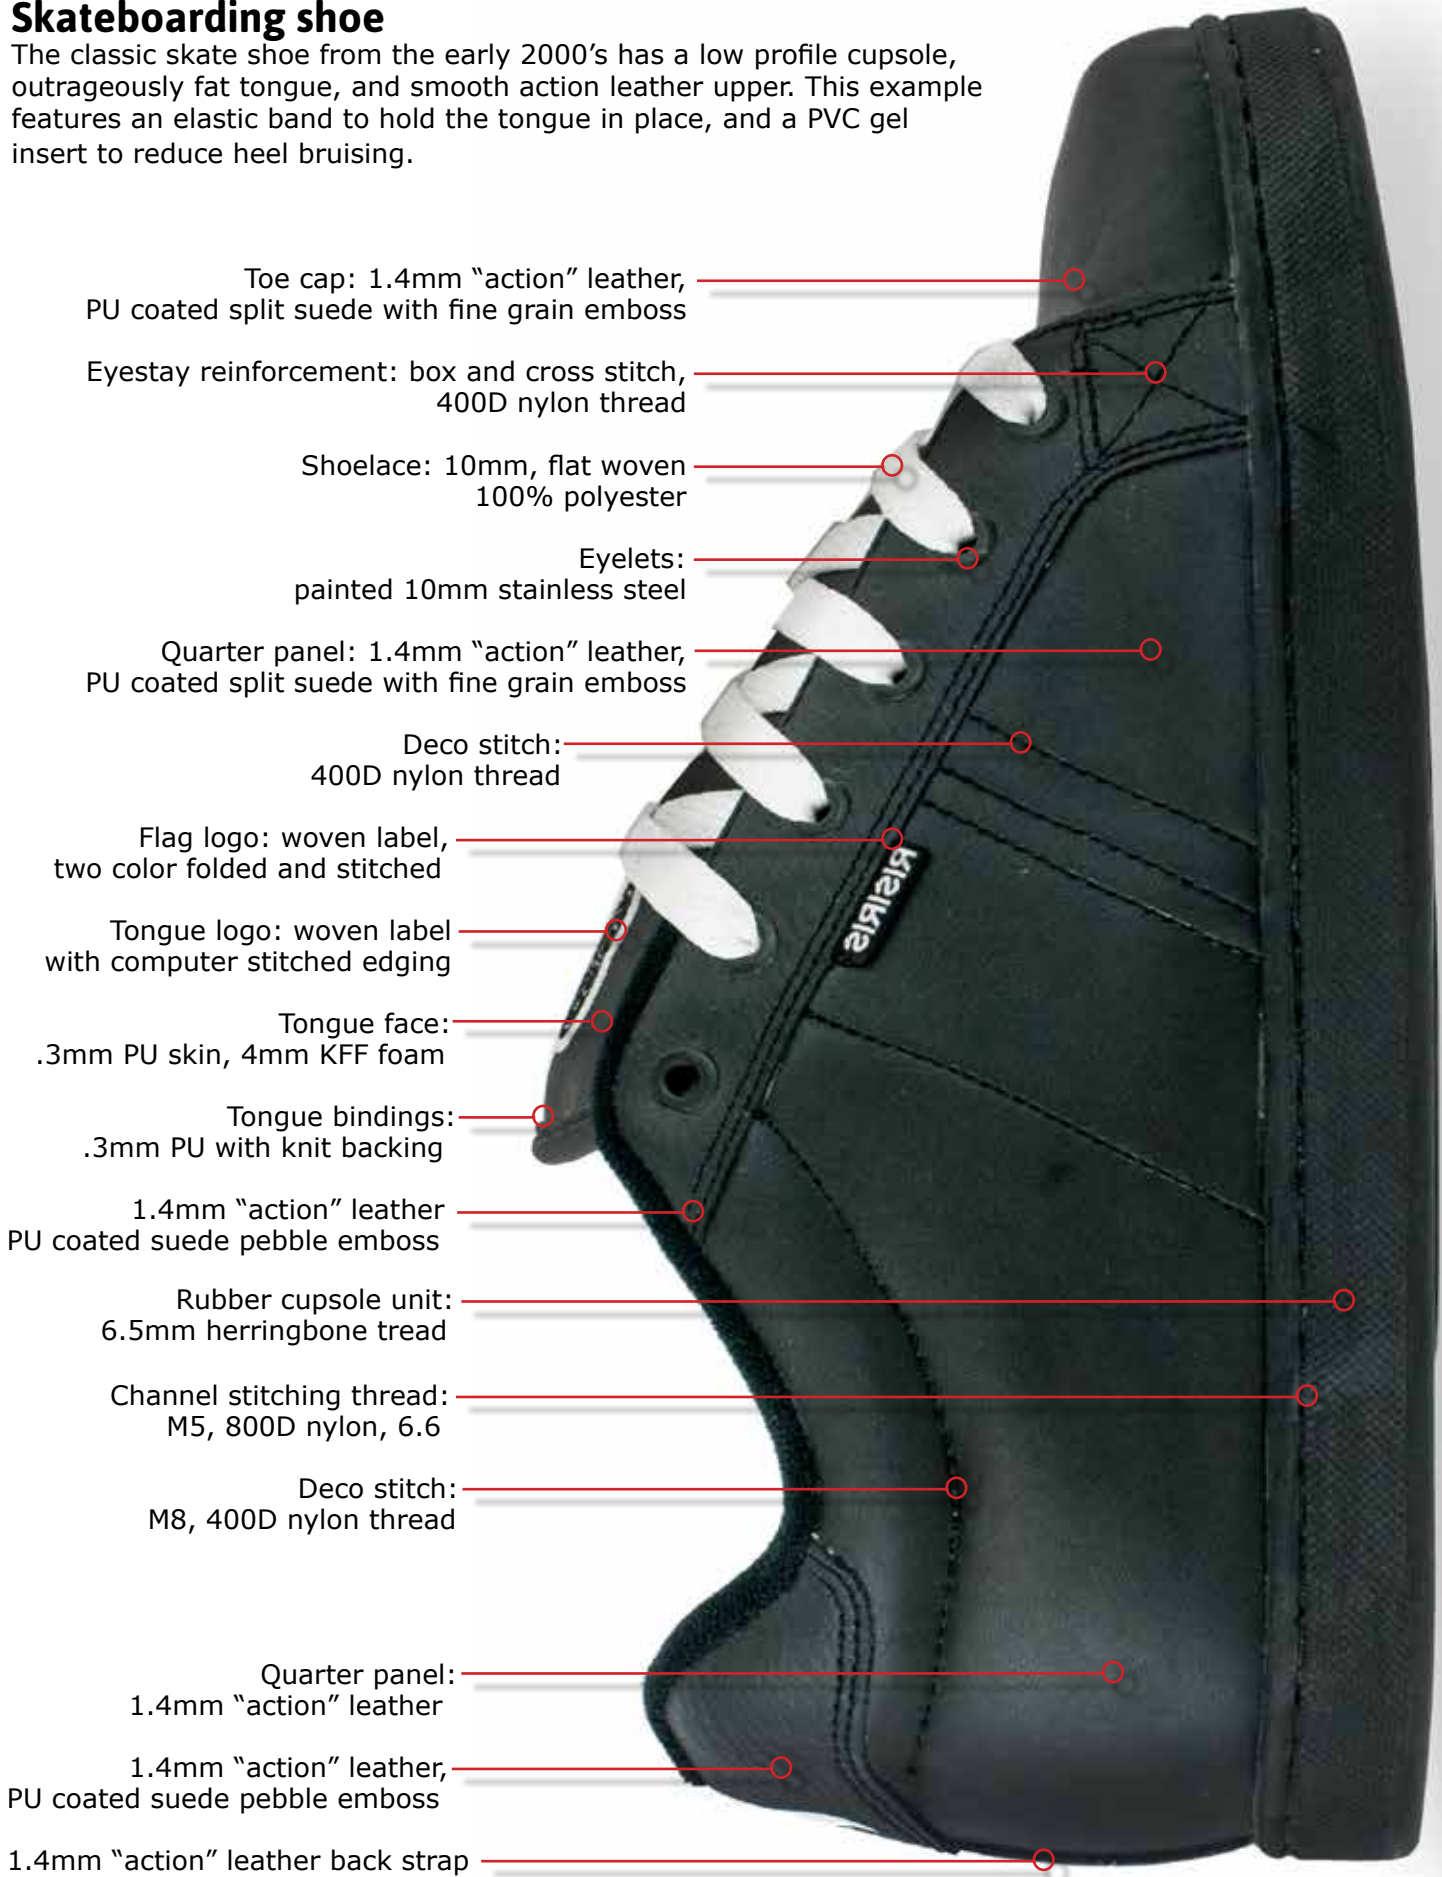 Skateboarding shoe
The classic skate shoe from the early 2000’s has a low profile cupsole,
outrageously fat tongue, and smooth action leather upper. This example
features an elastic band to hold the tongue in place, and a PVC gel
insert to reduce heel bruising.
Toe cap: 1.4mm “action” leather,
PU coated split suede with fine grain emboss
Eyestay reinforcement: box and cross stitch,
400D nylon thread
Shoelace: 10mm, flat woven
100% polyester
Eyelets:
painted 10mm stainless steel
Quarter panel: 1.4mm “action” leather,
PU coated split suede with fine grain emboss
Deco stitch:
400D nylon thread
Flag logo: woven label,
two color folded and stitched
Tongue logo: woven label
with computer stitched edging
Tongue face:
.3mm PU skin, 4mm KFF foam
Tongue bindings:
.3mm PU with knit backing
1.4mm “action” leather
PU coated suede pebble emboss
Rubber cupsole unit:
6.5mm herringbone tread
Channel stitching thread:
M5, 800D nylon, 6.6
Deco stitch:
M8, 400D nylon thread
Quarter panel:
1.4mm “action” leather
1.4mm “action” leather,
PU coated suede pebble emboss
1.4mm “action” leather back strap